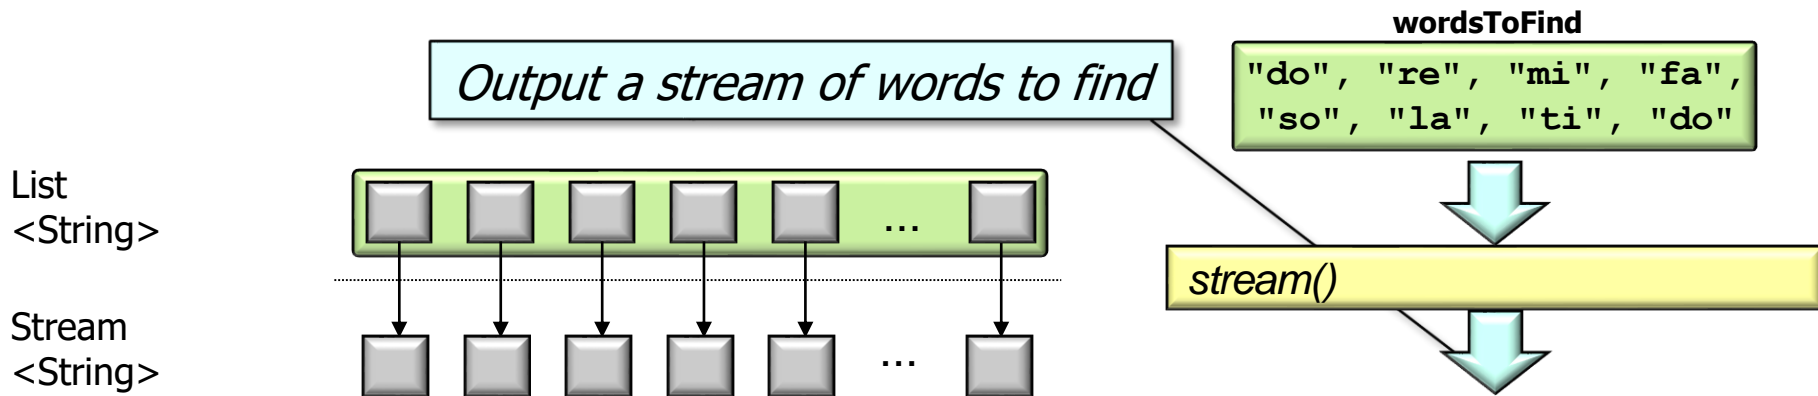 wordsToFind
Output a stream of words to find
"do", "re", "mi", "fa",
"so", "la", "ti", "do"
List
<String>
...
stream()
Stream
<String>
...